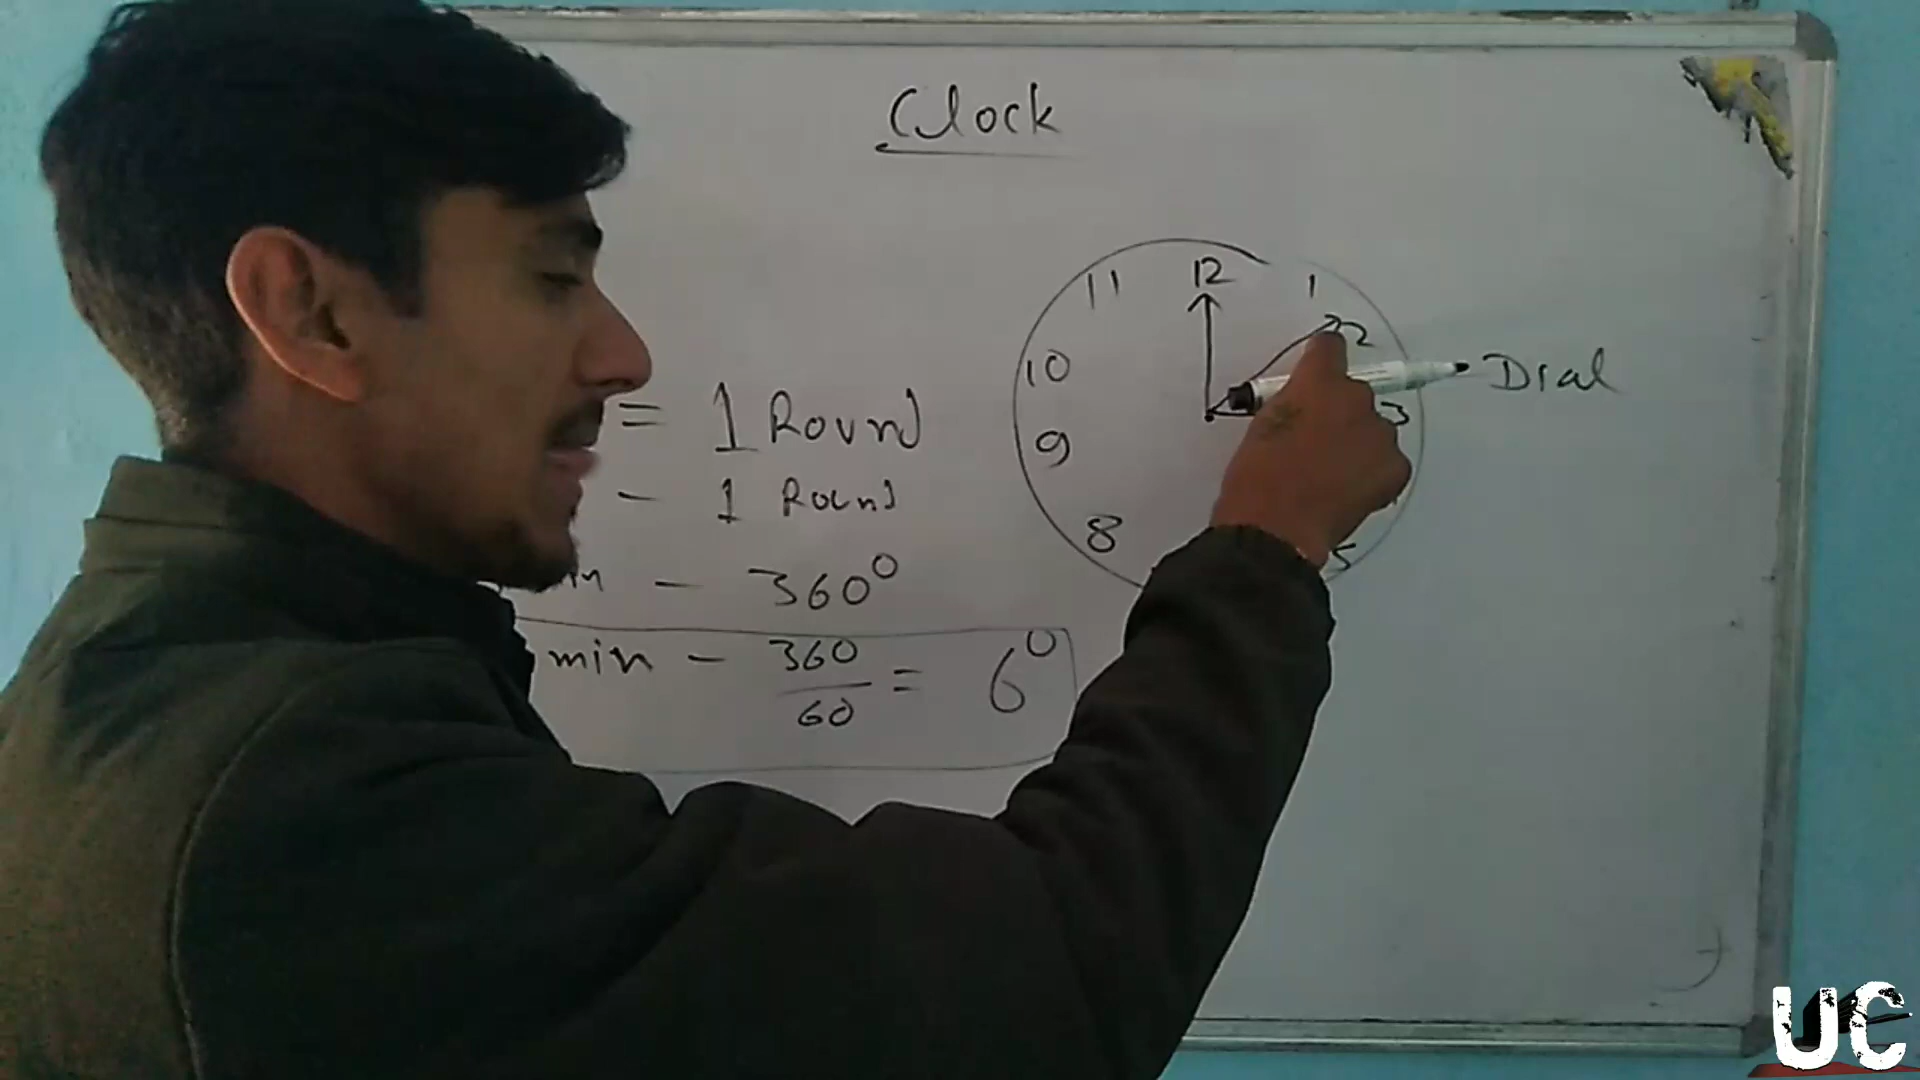 Clock
11 12 1
10 2
9 3
8 5
Dial
= 1 Round
- 1 Round
- 360°
min - 360/60 = 6°
UC